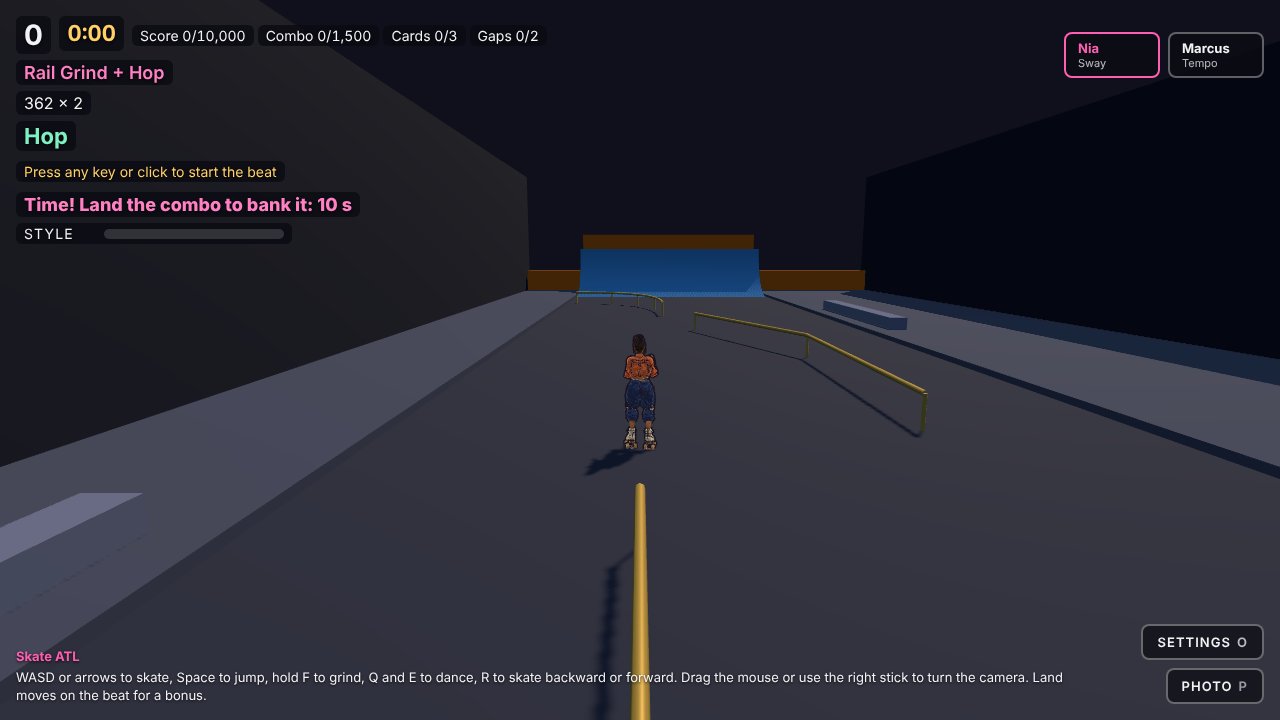 0 0:00 Score 0/10,000 Combo 0/1,500 Cards 0/3 Gaps 0/2
Nia
Sway
Marcus
Tempo
Rail Grind + Hop
362 × 2
Hop
Press any key or click to start the beat
Time! Land the combo to bank it: 10 s
STYLE
SETTINGS O
PHOTO P
Skate ATL
WASD or arrows to skate, Space to jump, hold F to grind, Q and E to dance, R to skate backward or forward. Drag the mouse or use the right stick to turn the camera. Land
moves on the beat for a bonus.